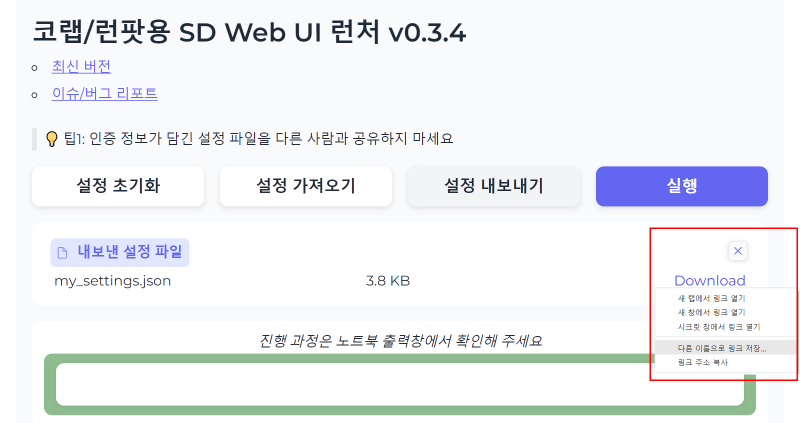 코랩/런팟용 SD Web UI 런처 v0.3.4
최신 버전
이슈/버그 리포트
팁1: 인증 정보가 담긴 설정 파일을 다른 사람과 공유하지 마세요
설정 초기화 설정 가져오기 설정 내보내기 실행
내보낸 설정 파일
my_settings.json 3.8 KB Download
새 탭에서 링크 열기
새 창에서 링크 열기
시크릿 창에서 링크 열기
다른 이름으로 링크 저장...
링크 주소 복사
진행 과정은 노트북 출력창에서 확인해 주세요